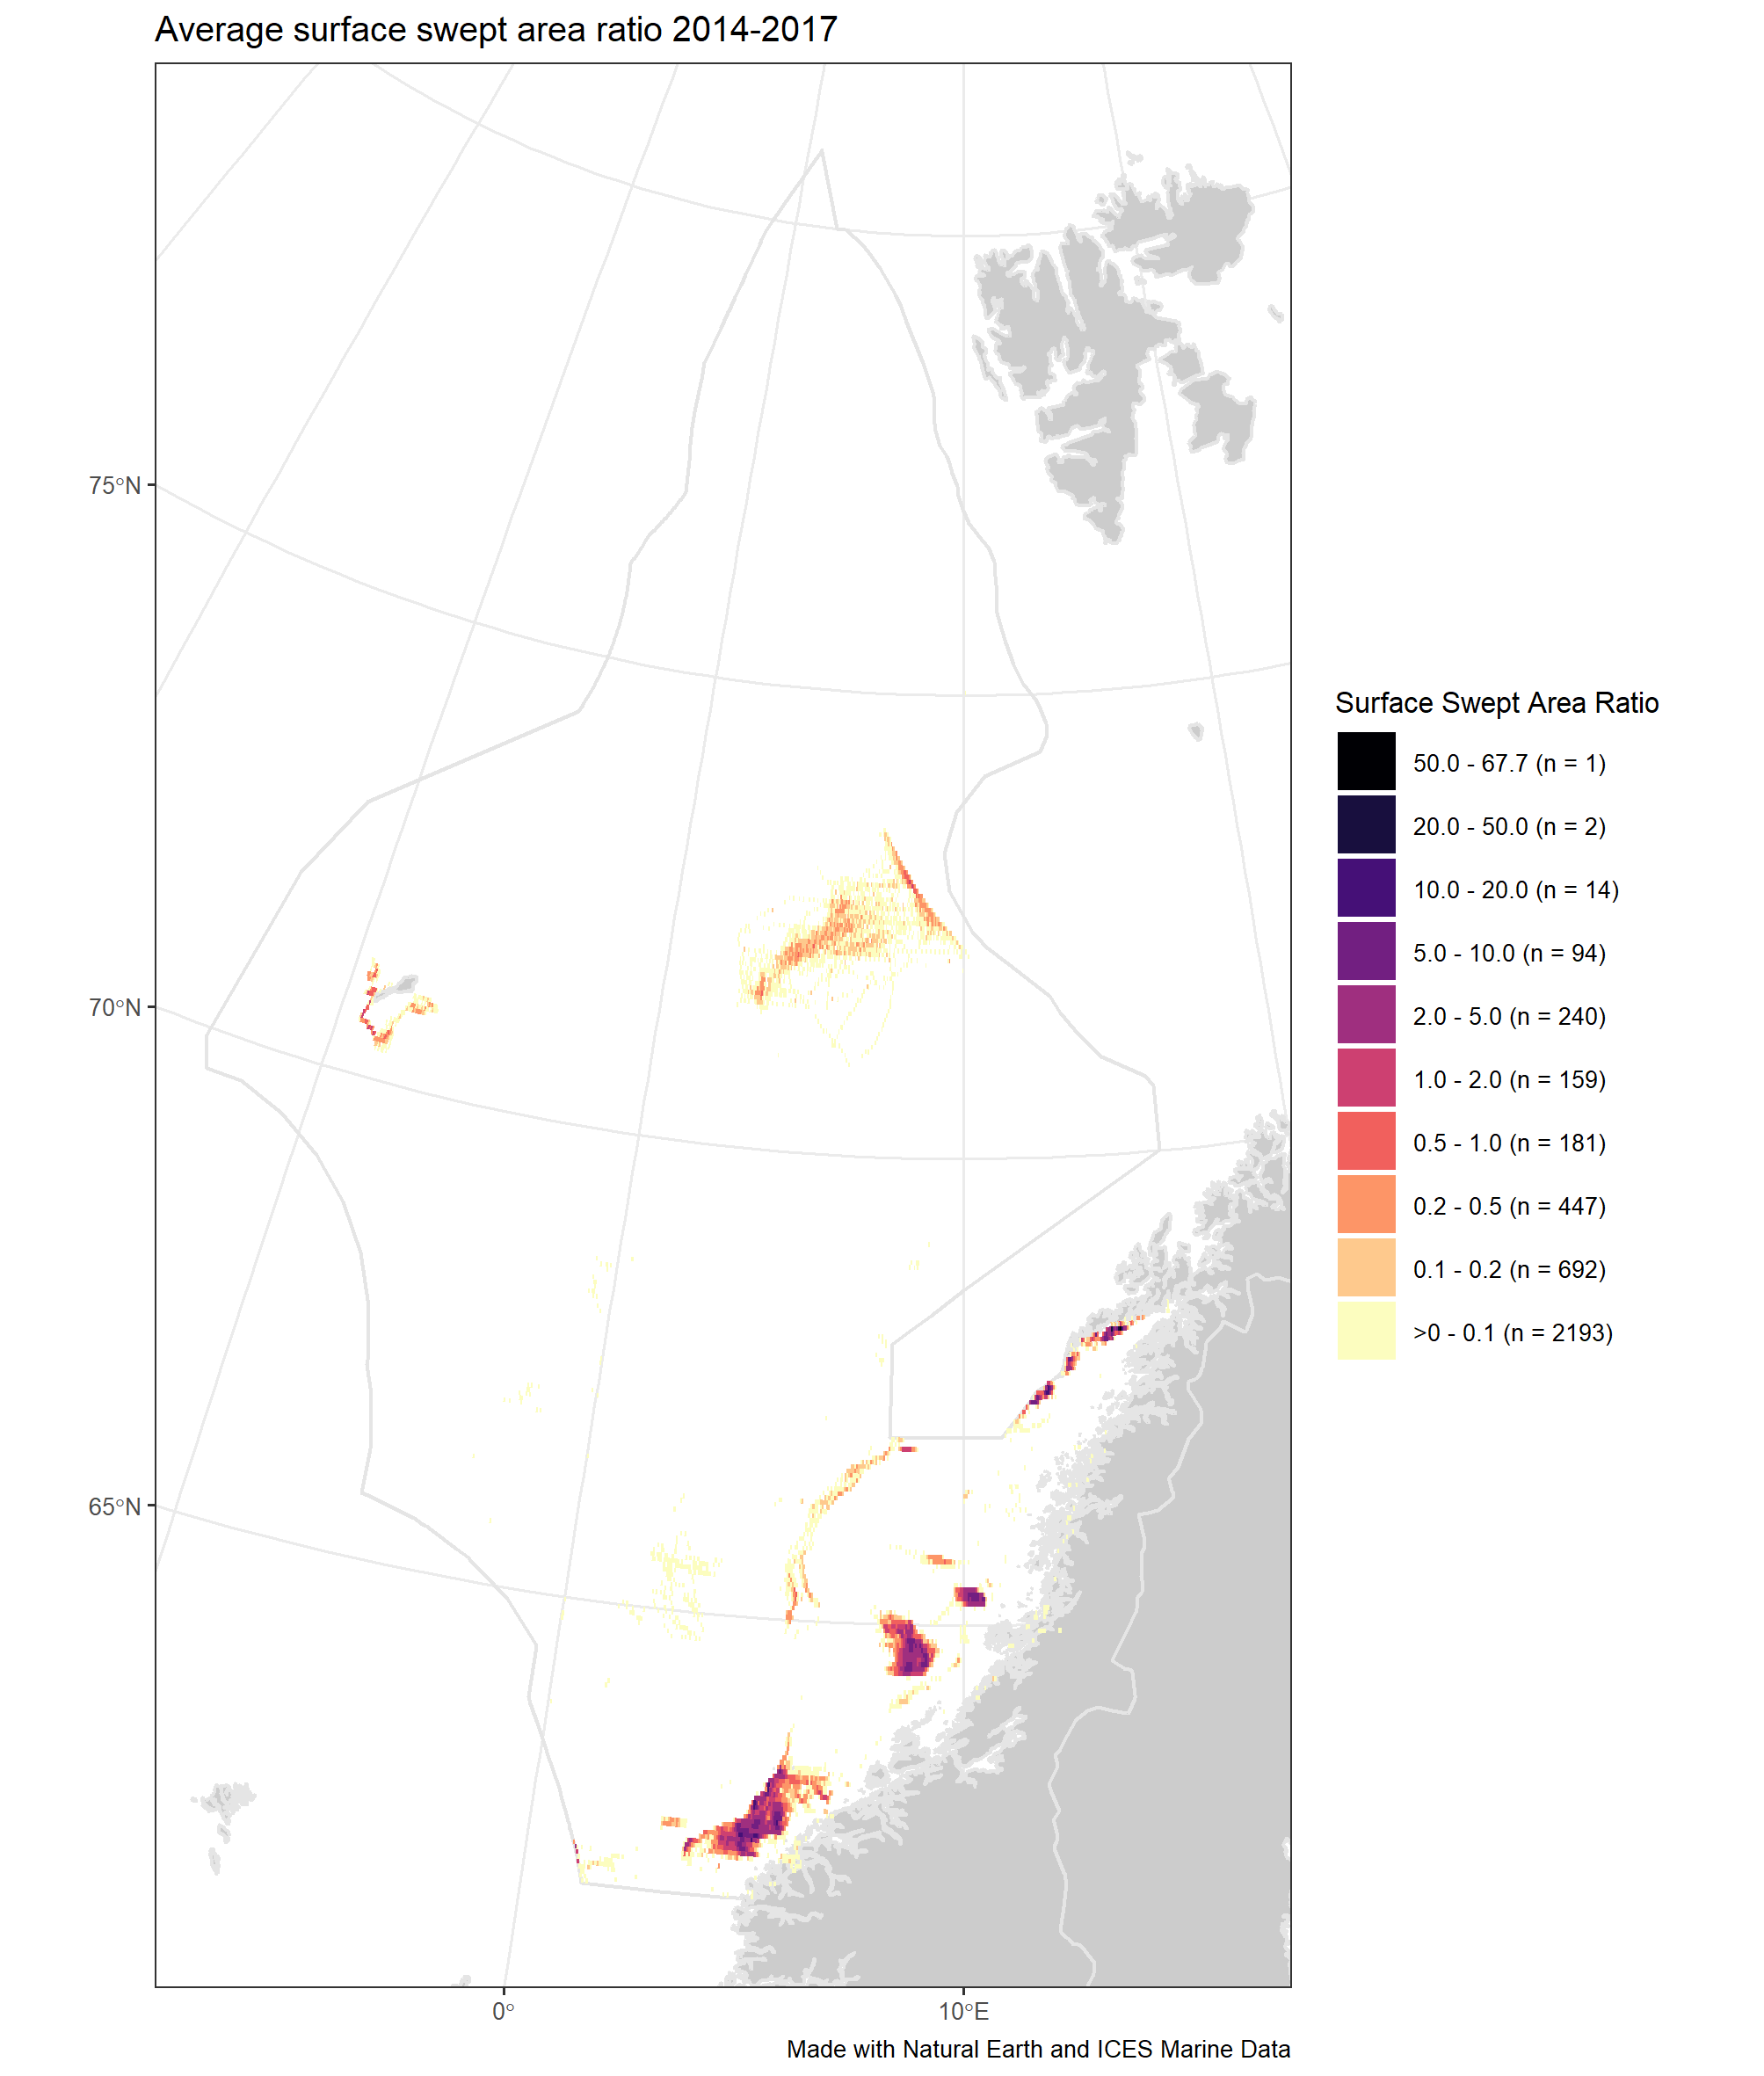 Average surface swept area ratio 2014-2017
75°N
70°N
65°N
0°
10°E
Surface Swept Area Ratio
50.0 - 67.7 (n = 1)
20.0 - 50.0 (n = 2)
10.0 - 20.0 (n = 14)
5.0 - 10.0 (n = 94)
2.0 - 5.0 (n = 240)
1.0 - 2.0 (n = 159)
0.5 - 1.0 (n = 181)
0.2 - 0.5 (n = 447)
0.1 - 0.2 (n = 692)
>0 - 0.1 (n = 2193)
Made with Natural Earth and ICES Marine Data